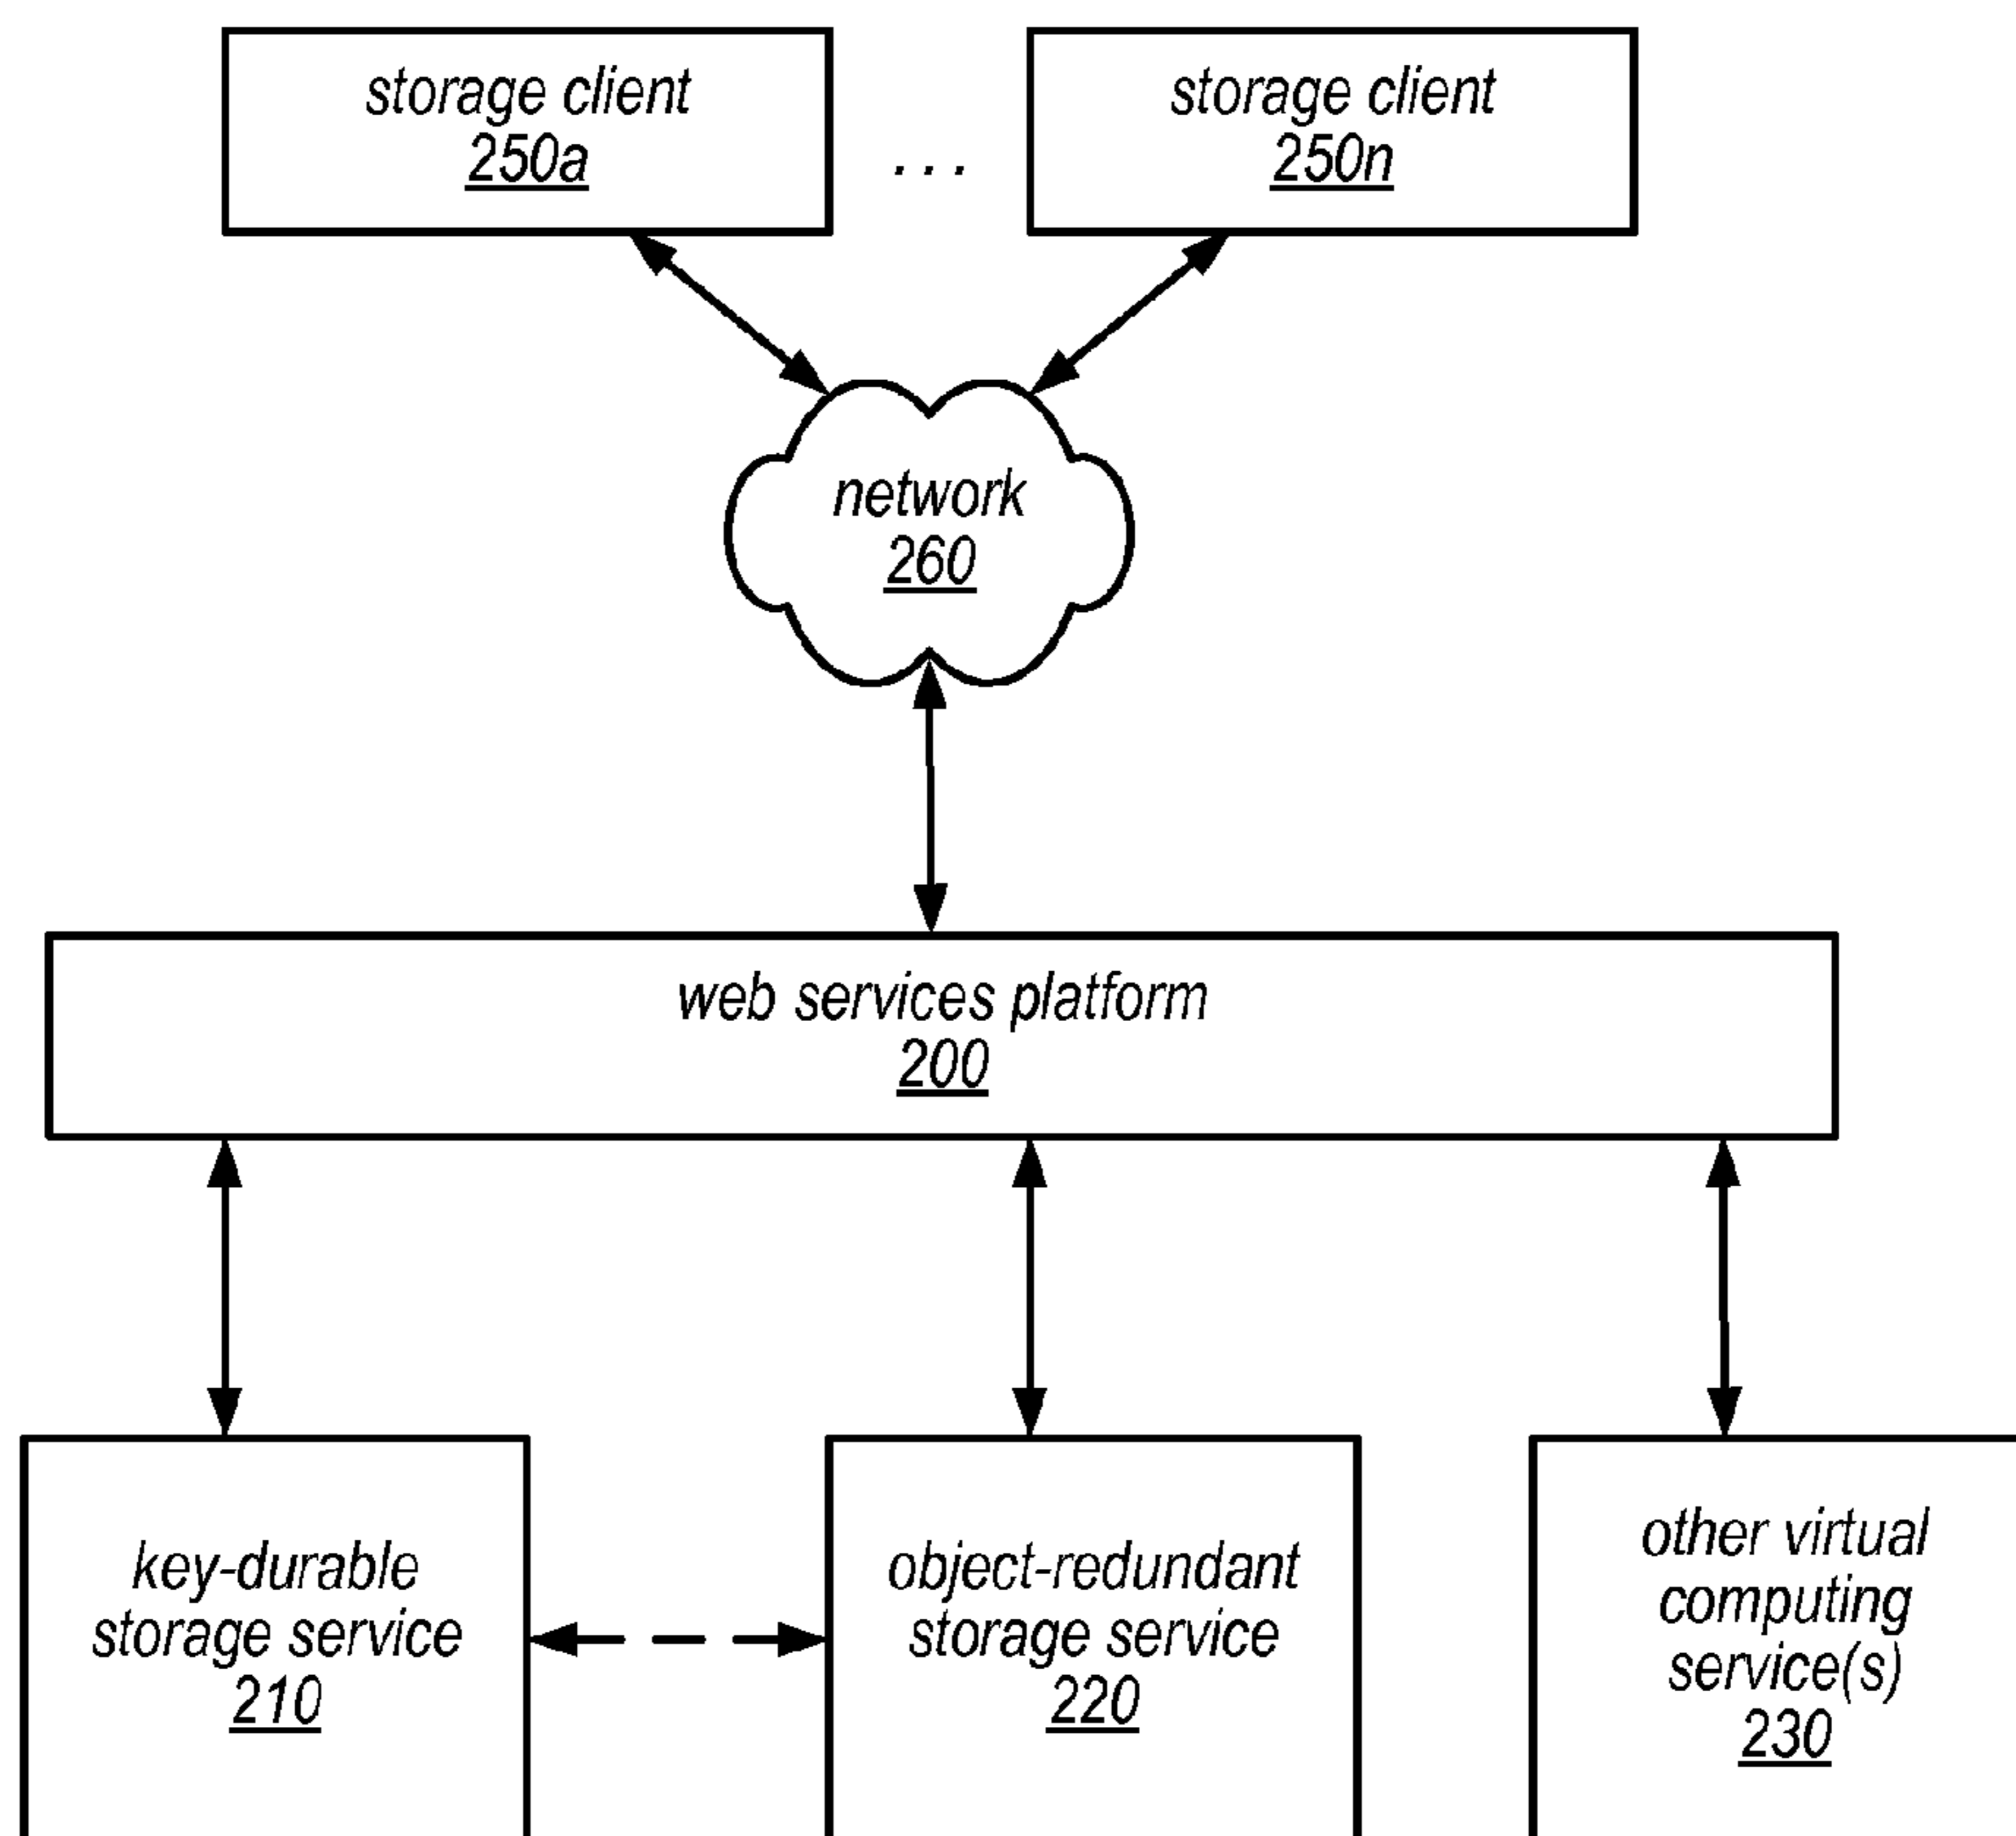 storage client
250a
. . .
storage client
250n
network
260
web services platform
200
key-durable
storage service
210
object-redundant
storage service
220
other virtual
computing
service(s)
230